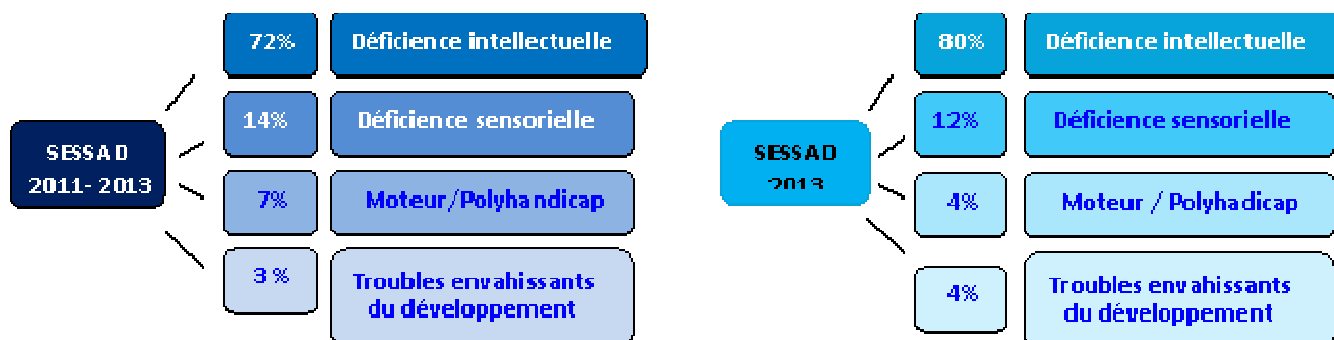 72% Déficience intellectuelle
14% Déficience sensorielle
SESSAD
2011- 2013
7% Moteur/Polyhandicap
3 % Troubles envahissants
du développement
80% Déficience intellectuelle
12% Déficience sensorielle
SESSAD
2013
4% Moteur / Polyhadicap
4% Troubles envahissants
du développement